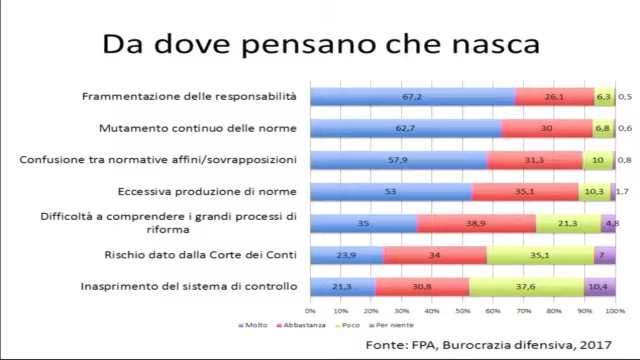 Da dove pensano che nasca
Frammentazione delle responsabilità
67,2 26,1 6,3 0,5
Mutamento continuo delle norme
62,7 30 6,8 0,6
Confusione tra normative affini/sovrapposizioni
57,9 31,3 10 0,8
Eccessiva produzione di norme
53 35,1 10,3 1,7
Difficoltà a comprendere i grandi processi di
riforma
35 38,9 21,3 4,8
Rischio dato dalla Corte dei Conti
23,9 34 35,1 7
Inasprimento del sistema di controllo
21,3 30,8 37,6 10,4
0% 10% 20% 30% 40% 50% 60% 70% 80% 90% 100%
Molto Abbastanza Poco Per niente
Fonte: FPA, Burocrazia difensiva, 2017